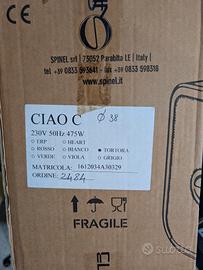 SPINEL srl | 73052 Parabita LE | Italy |
+39 0833 593641 - fax +39 0833 598318
www.spinel.it
CIAO C Ø 38
230V 50Hz 475W
○ ERP ○ HEART
○ ROSSO ○ BIANCO ● TORTORA
○ VERDE ○ VIOLA ○ GRIGIO
MATRICOLA: 1612034A30329
ORDINE: 2484
FRAGILE
subito